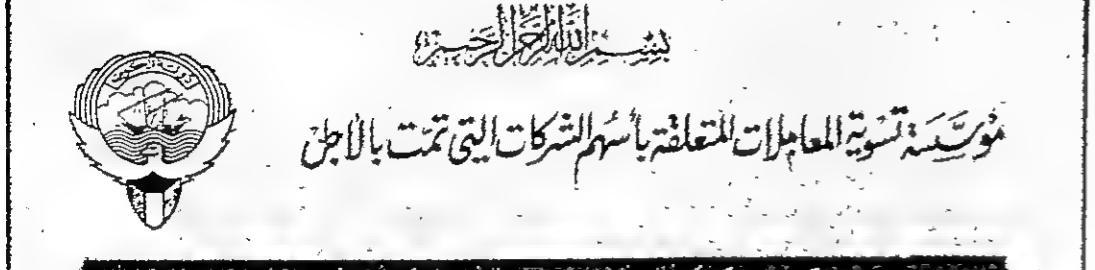 بسم الله الرحمن الرحيم
مؤسسة تسوية المعاملات المتعلقة بأسهم الشركات التي تمت بالأجل